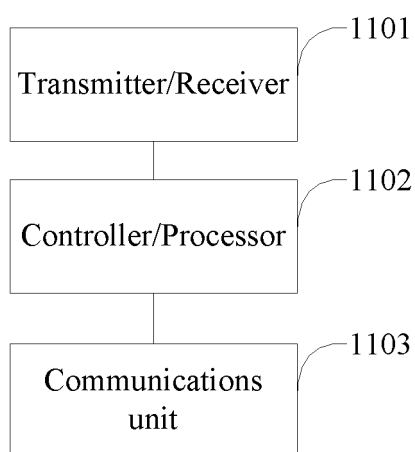 1101
Transmitter/Receiver
1102
Controller/Processor
1103
Communications
unit